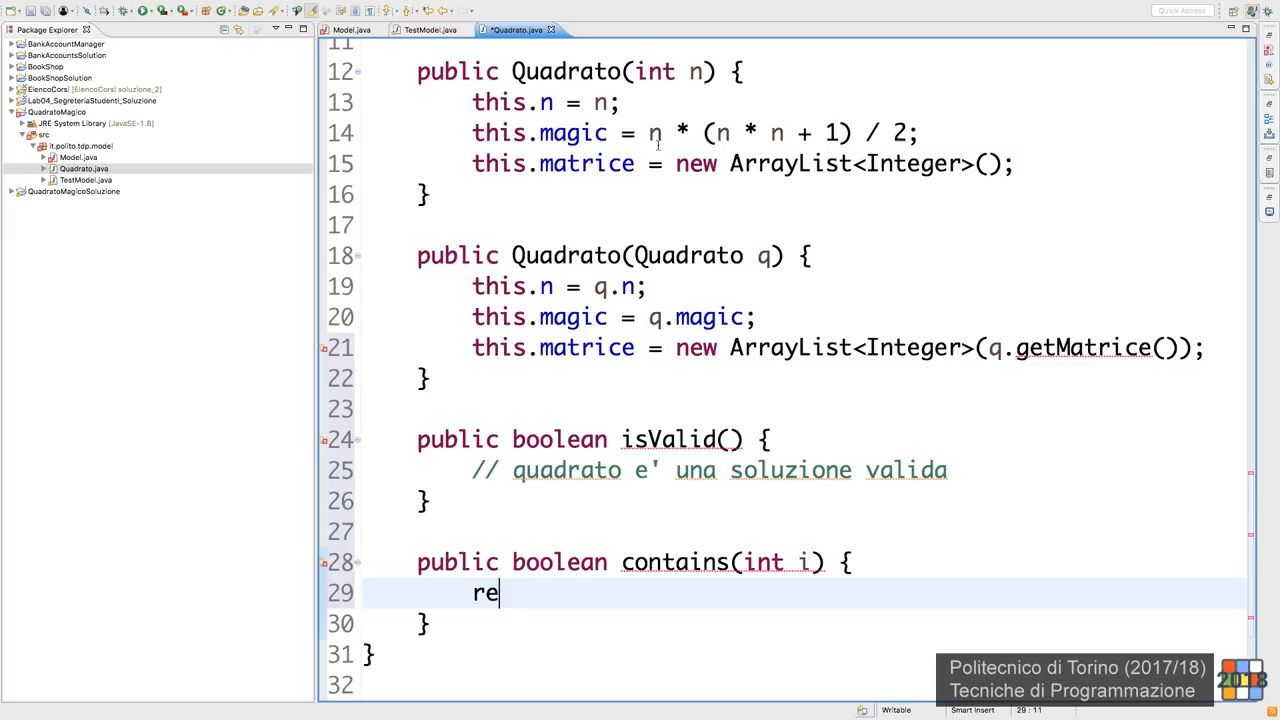 Quick Access
Package Explorer
Model.java
TestModel.java
*Quadrato.java
BankAccountManager
BankAccountsSolution
BookShop
BookShopSolution
ElencoCorsi [ElencoCorsi soluzione_2]
Lab04_SegreteriaStudenti_Soluzione
QuadratoMagico
JRE System Library [JavaSE-1.8]
src
it.polito.tdp.model
Model.java
Quadrato.java
TestModel.java
QuadratoMagicoSoluzione
11
12 public Quadrato(int n) {
13 this.n = n;
14 this.magic = n * (n * n + 1) / 2;
15 this.matrice = new ArrayList<Integer>();
16 }
17
18 public Quadrato(Quadrato q) {
19 this.n = q.n;
20 this.magic = q.magic;
21 this.matrice = new ArrayList<Integer>(q.getMatrice());
22 }
23
24 public boolean isValid() {
25 // quadrato e' una soluzione valida
26 }
27
28 public boolean contains(int i) {
29 re
30 }
31 }
32
Politecnico di Torino (2017/18)
Tecniche di Programmazione
2018
Writable
Smart Insert
29 : 11